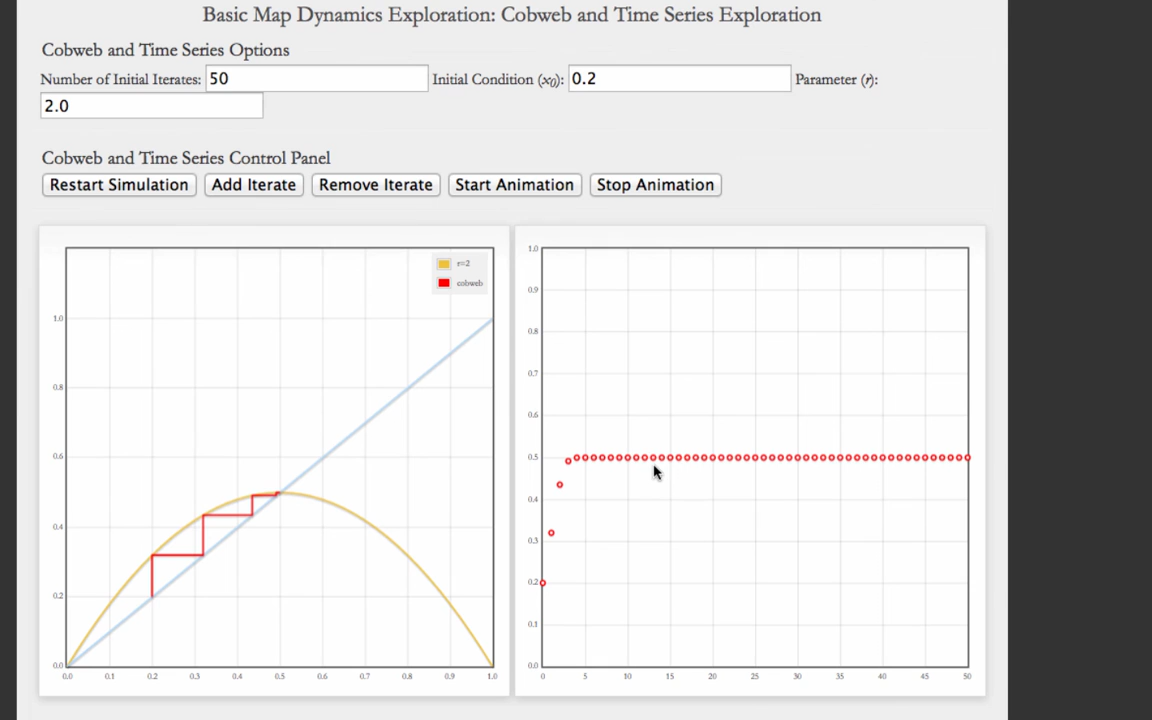 Basic Map Dynamics Exploration: Cobweb and Time Series Exploration
Cobweb and Time Series Options
Number of Initial Iterates: 50 Initial Condition (x0): 0.2 Parameter (r):
2.0
Cobweb and Time Series Control Panel
Restart Simulation Add Iterate Remove Iterate Start Animation Stop Animation
r=2
cobweb
1.0
0.8
0.6
0.4
0.2
0.0
0.0 0.1 0.2 0.3 0.4 0.5 0.6 0.7 0.8 0.9 1.0
1.0
0.9
0.8
0.7
0.6
0.5
0.4
0.3
0.2
0.1
0.0
0 5 10 15 20 25 30 35 40 45 50